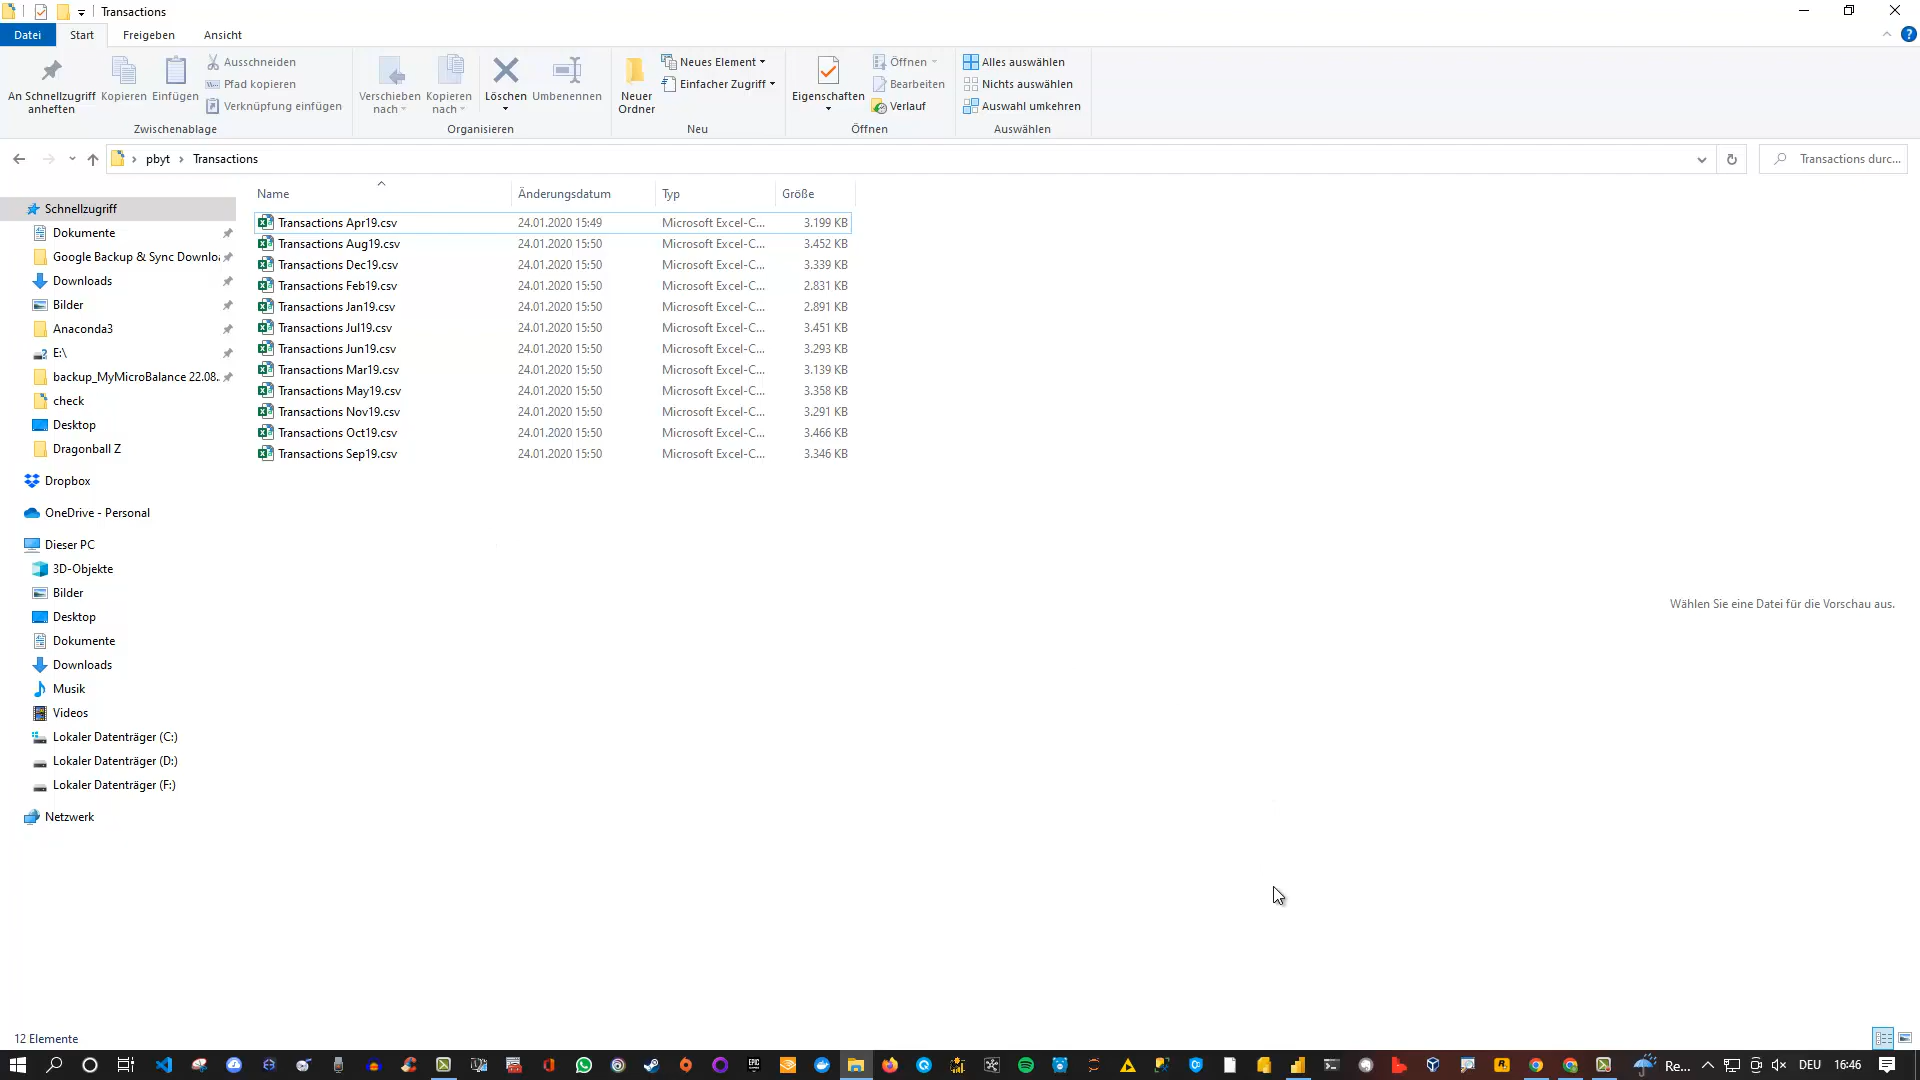 Transactions
Datei Start Freigeben Ansicht
An Schnellzugriff anheften
Kopieren
Einfügen
Ausschneiden
Pfad kopieren
Verknüpfung einfügen
Zwischenablage
Verschieben nach
Kopieren nach
Löschen
Umbenennen
Organisieren
Neuer Ordner
Neues Element
Einfacher Zugriff
Neu
Eigenschaften
Öffnen
Bearbeiten
Verlauf
Öffnen
Alles auswählen
Nichts auswählen
Auswahl umkehren
Auswählen
pbyt › Transactions
Transactions durc...
Name Änderungsdatum Typ Größe
Transactions Apr19.csv 24.01.2020 15:49 Microsoft Excel-C... 3.199 KB
Transactions Aug19.csv 24.01.2020 15:50 Microsoft Excel-C... 3.452 KB
Transactions Dec19.csv 24.01.2020 15:50 Microsoft Excel-C... 3.339 KB
Transactions Feb19.csv 24.01.2020 15:50 Microsoft Excel-C... 2.831 KB
Transactions Jan19.csv 24.01.2020 15:50 Microsoft Excel-C... 2.891 KB
Transactions Jul19.csv 24.01.2020 15:50 Microsoft Excel-C... 3.451 KB
Transactions Jun19.csv 24.01.2020 15:50 Microsoft Excel-C... 3.293 KB
Transactions Mar19.csv 24.01.2020 15:50 Microsoft Excel-C... 3.139 KB
Transactions May19.csv 24.01.2020 15:50 Microsoft Excel-C... 3.358 KB
Transactions Nov19.csv 24.01.2020 15:50 Microsoft Excel-C... 3.291 KB
Transactions Oct19.csv 24.01.2020 15:50 Microsoft Excel-C... 3.466 KB
Transactions Sep19.csv 24.01.2020 15:50 Microsoft Excel-C... 3.346 KB
Schnellzugriff
Dokumente
Google Backup & Sync Downlo
Downloads
Bilder
Anaconda3
E:\
backup_MyMicroBalance 22.08.
check
Desktop
Dragonball Z
Dropbox
OneDrive - Personal
Dieser PC
3D-Objekte
Bilder
Desktop
Dokumente
Downloads
Musik
Videos
Lokaler Datenträger (C:)
Lokaler Datenträger (D:)
Lokaler Datenträger (F:)
Netzwerk
Wählen Sie eine Datei für die Vorschau aus.
12 Elemente
Re... DEU 16:46